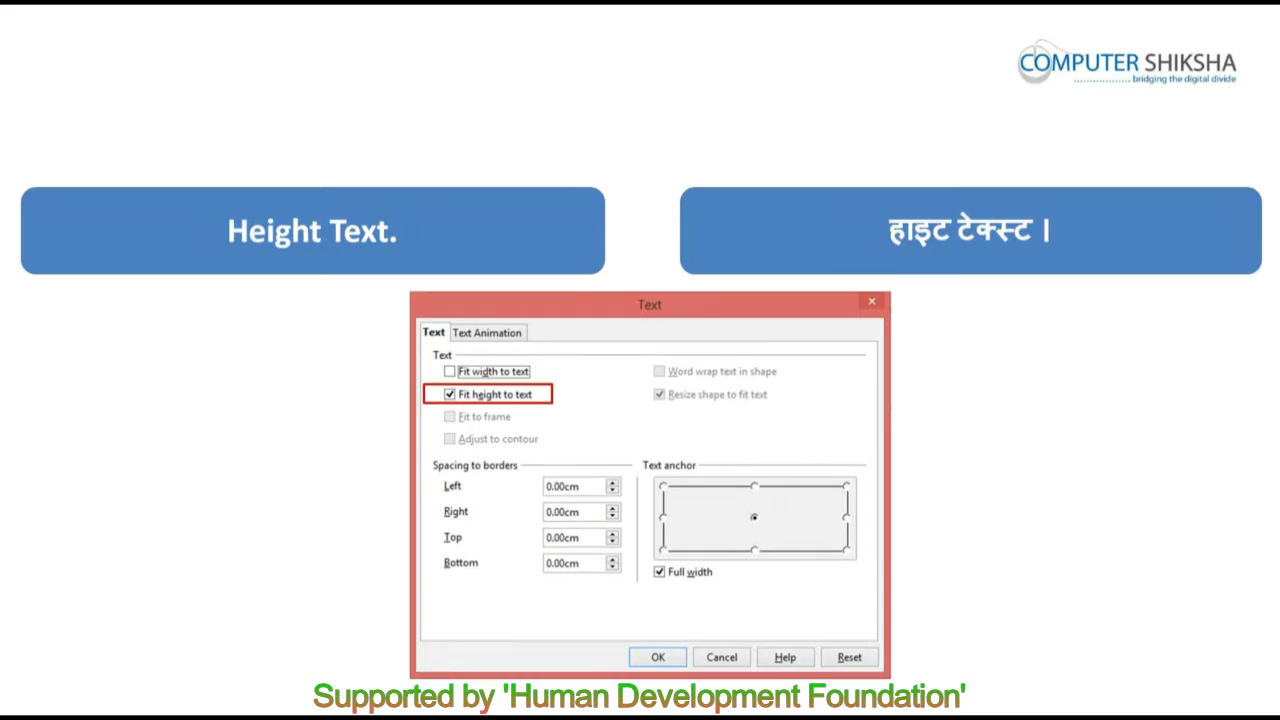 COMPUTER SHIKSHA
bridging the digital divide
Height Text.
हाइट टेक्स्ट ।
Text
Text Text Animation
Text
Fit width to text
Word wrap text in shape
Fit height to text
Resize shape to fit text
Fit to frame
Adjust to contour
Spacing to borders
Text anchor
Left 0.00cm
Right 0.00cm
Top 0.00cm
Bottom 0.00cm
Full width
OK Cancel Help Reset
Supported by 'Human Development Foundation'